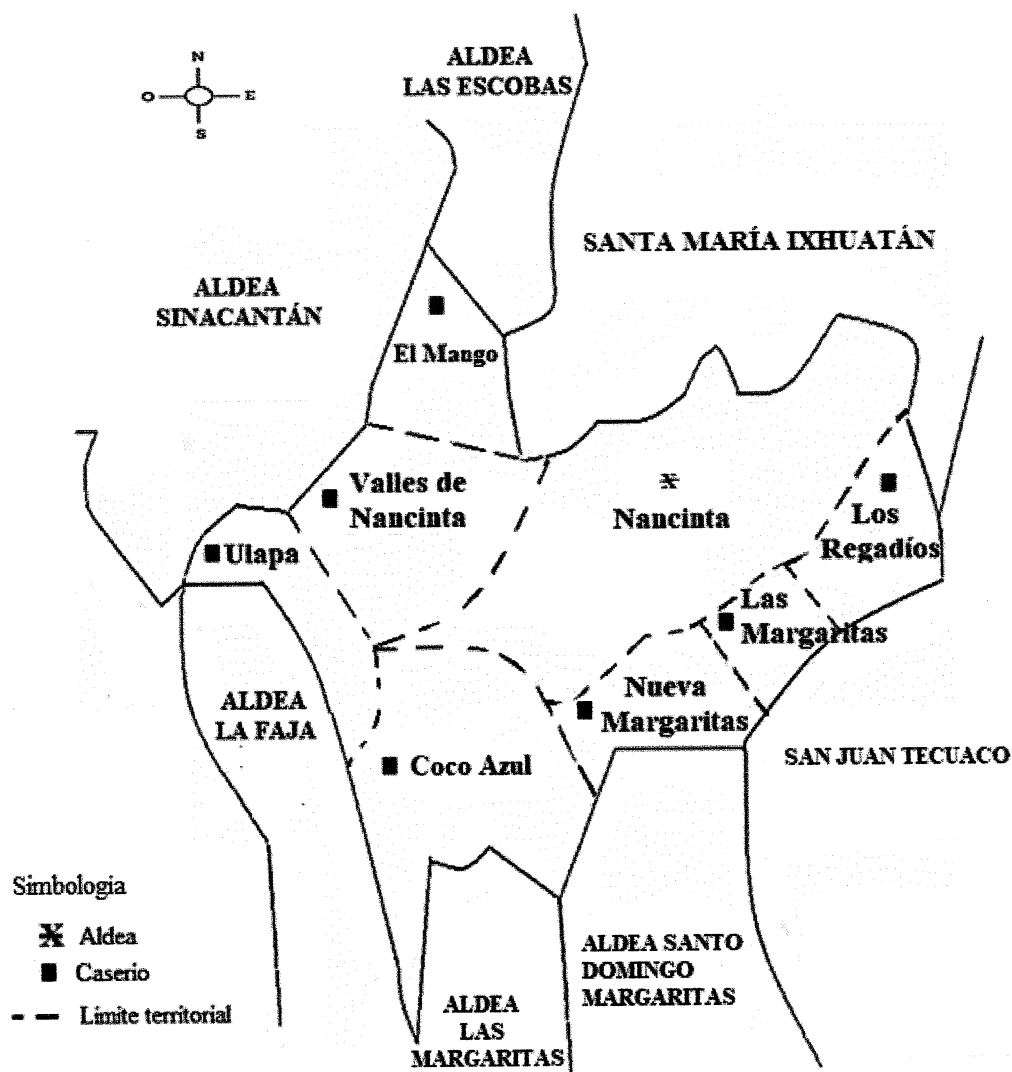 ALDEA
LAS ESCOBAS
N
O
E
S
SANTA MARÍA IXHUATÁN
ALDEA
SINACANTÁN
El Mango
Valles de
Nancinta
Nancinta
Los
Regadíos
Ulapa
Las
Margaritas
Nueva
Margaritas
ALDEA
LA FAJA
Coco Azul
SAN JUAN TECUACO
Simbologia
Aldea
Caserio
Limite territorial
ALDEA SANTO
DOMINGO
MARGARITAS
ALDEA
LAS
MARGARITAS